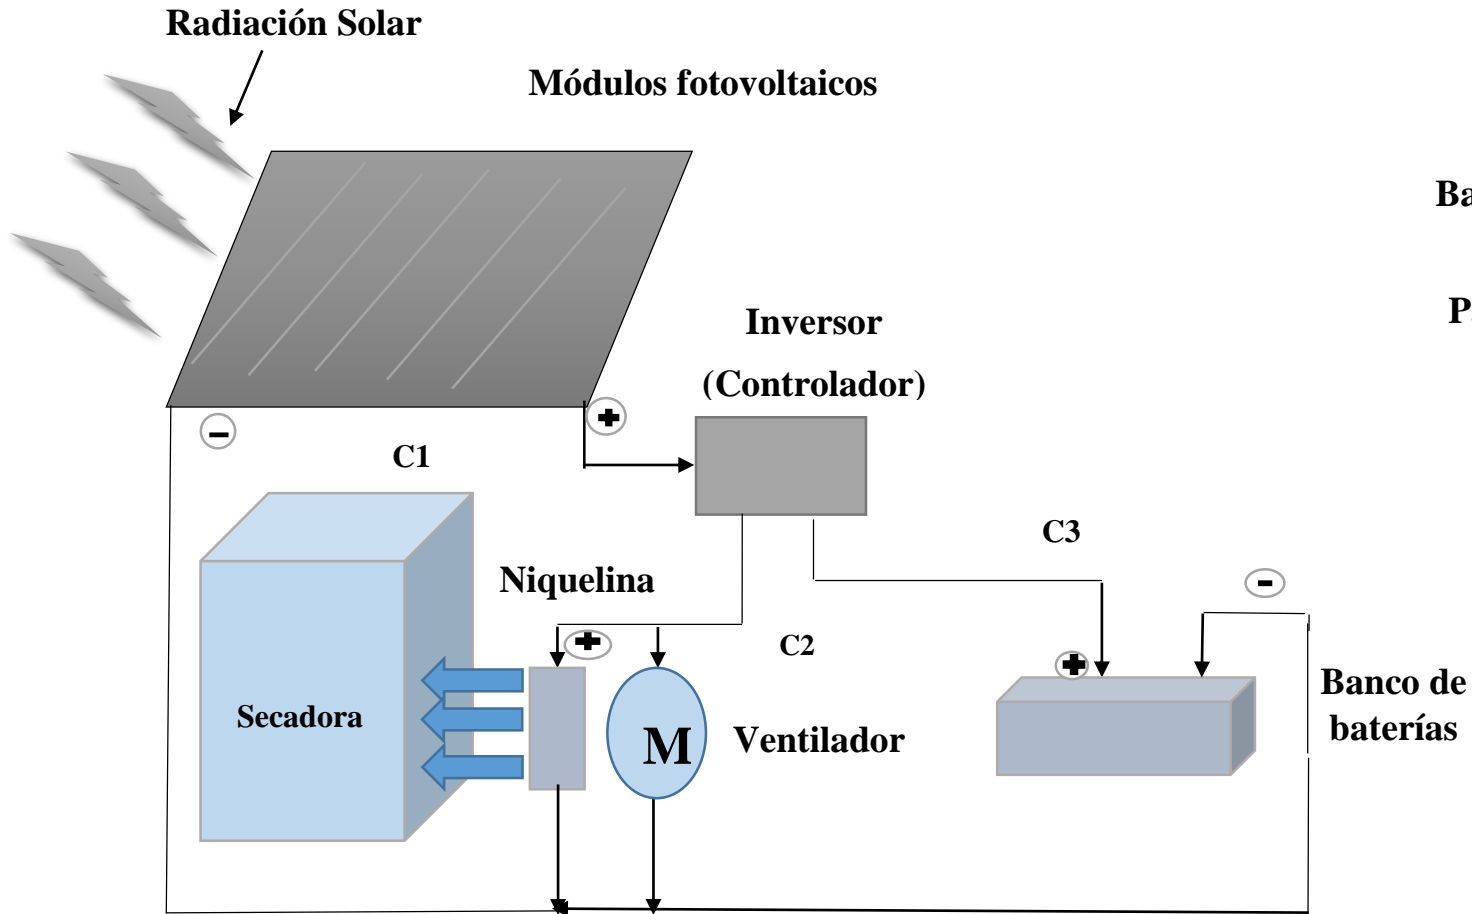 Radiación Solar
Módulos fotovoltaicos
Inversor
(Controlador)
+
−
C1
C3
Niquelina
-
+
C2
+
Secadora
M
Ventilador
Banco de
baterías